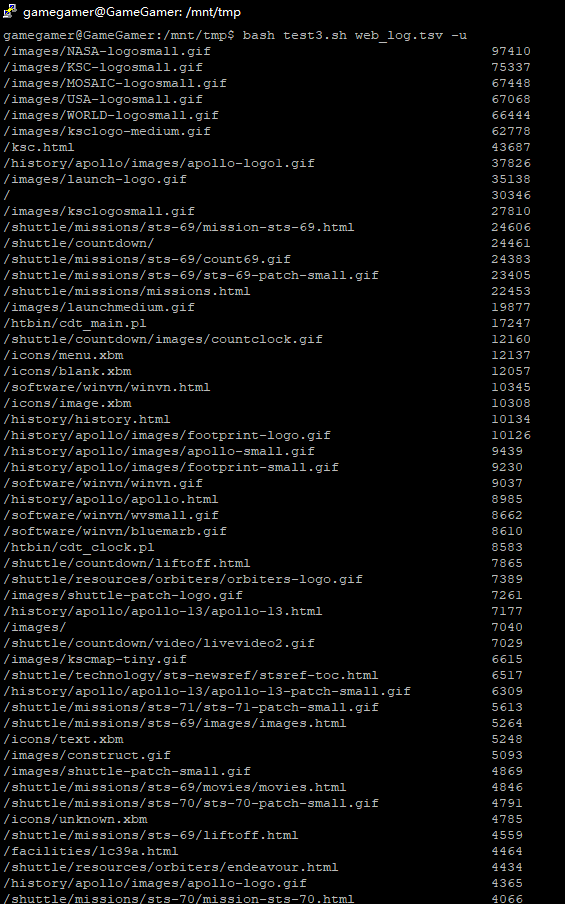 gamegamer@GameGamer: /mnt/tmp
gamegamer@GameGamer:/mnt/tmp$ bash test3.sh web_log.tsv -u
/images/NASA-logosmall.gif 97410
/images/KSC-logosmall.gif 75337
/images/MOSAIC-logosmall.gif 67448
/images/USA-logosmall.gif 67068
/images/WORLD-logosmall.gif 66444
/images/ksclogo-medium.gif 62778
/ksc.html 43687
/history/apollo/images/apollo-logo1.gif 37826
/images/launch-logo.gif 35138
/ 30346
/images/ksclogosmall.gif 27810
/shuttle/missions/sts-69/mission-sts-69.html 24606
/shuttle/countdown/ 24461
/shuttle/missions/sts-69/count69.gif 24383
/shuttle/missions/sts-69/sts-69-patch-small.gif 23405
/shuttle/missions/missions.html 22453
/images/launchmedium.gif 19877
/htbin/cdt_main.pl 17247
/shuttle/countdown/images/countclock.gif 12160
/icons/menu.xbm 12137
/icons/blank.xbm 12057
/software/winvn/winvn.html 10345
/icons/image.xbm 10308
/history/history.html 10134
/history/apollo/images/footprint-logo.gif 10126
/history/apollo/images/apollo-small.gif 9439
/history/apollo/images/footprint-small.gif 9230
/software/winvn/winvn.gif 9037
/history/apollo/apollo.html 8985
/software/winvn/wvsmall.gif 8662
/software/winvn/bluemarb.gif 8610
/htbin/cdt_clock.pl 8583
/shuttle/countdown/liftoff.html 7865
/shuttle/resources/orbiters/orbiters-logo.gif 7389
/images/shuttle-patch-logo.gif 7261
/history/apollo/apollo-13/apollo-13.html 7177
/images/ 7040
/shuttle/countdown/video/livevideo2.gif 7029
/images/kscmap-tiny.gif 6615
/shuttle/technology/sts-newsref/stsref-toc.html 6517
/history/apollo/apollo-13/apollo-13-patch-small.gif 6309
/shuttle/missions/sts-71/sts-71-patch-small.gif 5613
/shuttle/missions/sts-69/images/images.html 5264
/icons/text.xbm 5248
/images/construct.gif 5093
/images/shuttle-patch-small.gif 4869
/shuttle/missions/sts-69/movies/movies.html 4846
/shuttle/missions/sts-70/sts-70-patch-small.gif 4791
/icons/unknown.xbm 4785
/shuttle/missions/sts-69/liftoff.html 4559
/facilities/lc39a.html 4464
/shuttle/resources/orbiters/endeavour.html 4434
/history/apollo/images/apollo-logo.gif 4365
/shuttle/missions/sts-70/mission-sts-70.html 4066